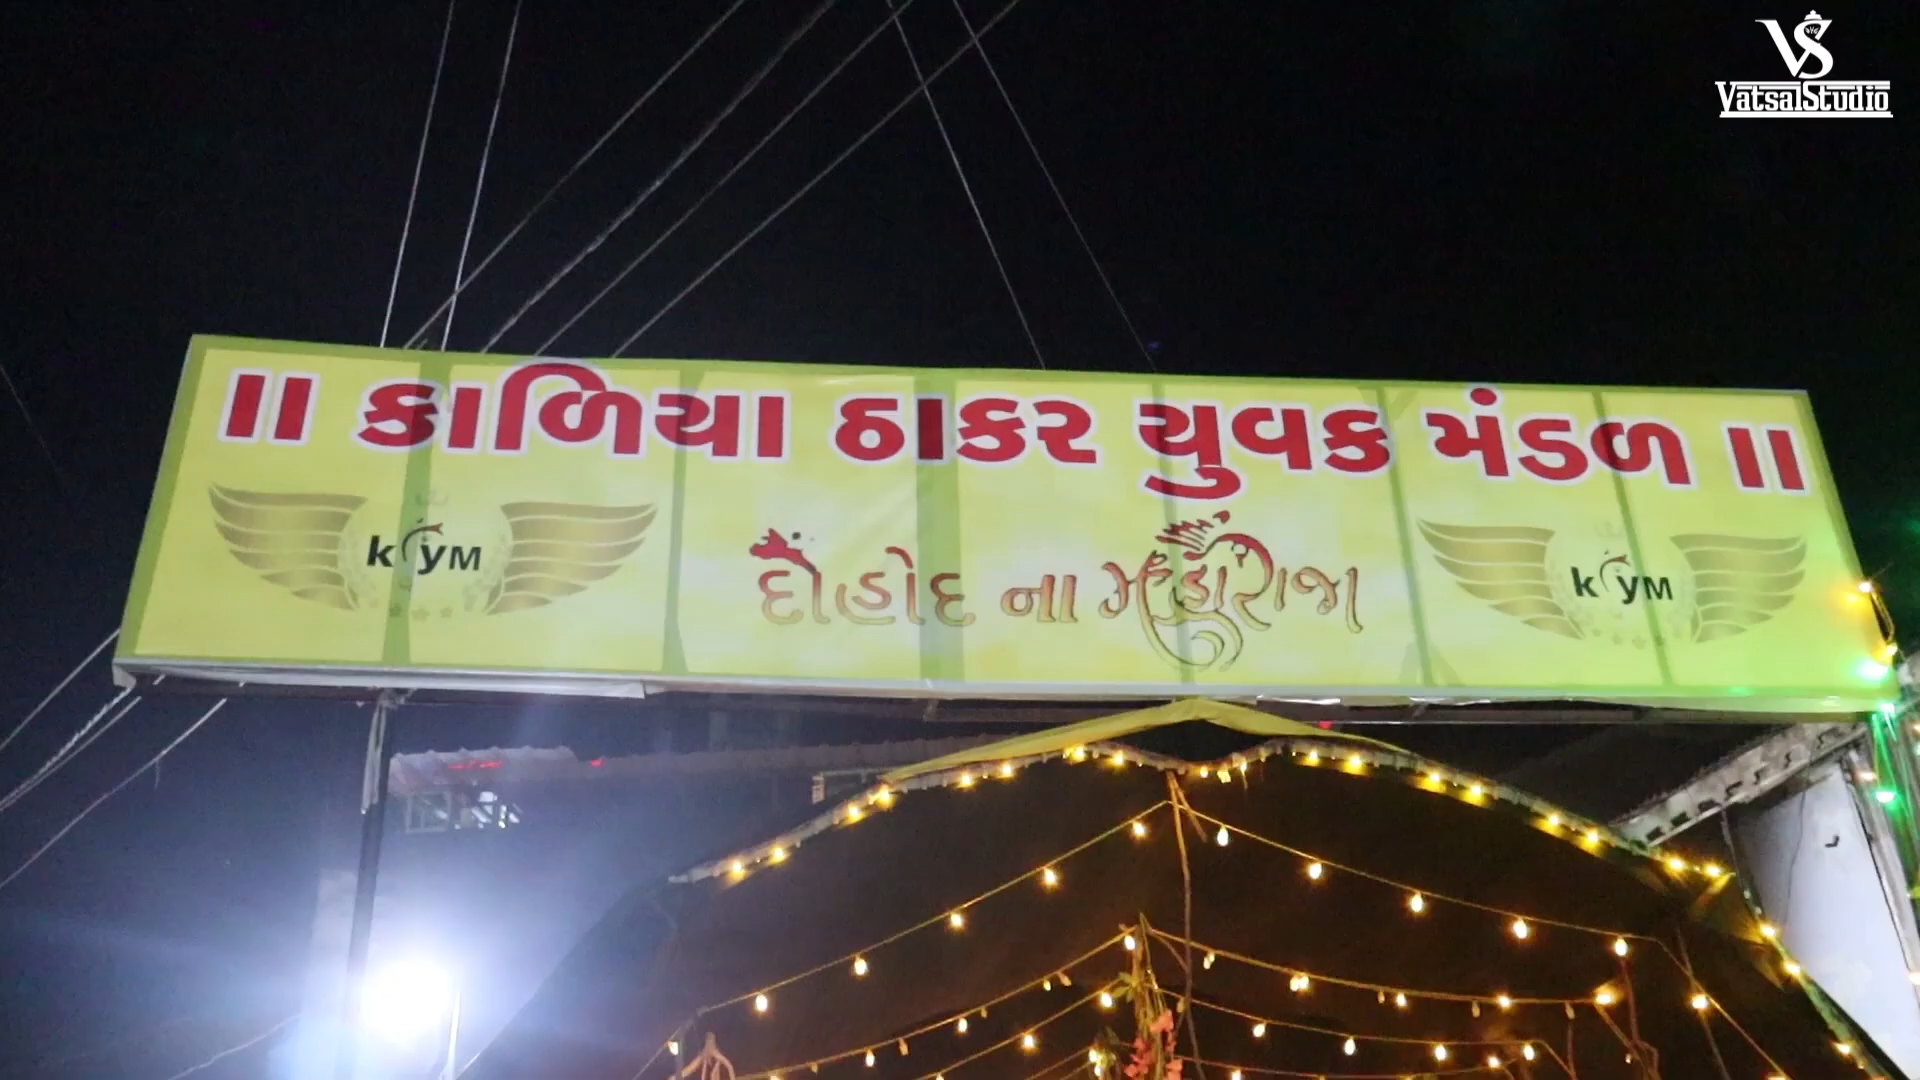 VS
VatsalStudio
॥ કાળિયા ઠાકર યુવક મંડળ ॥
kyM
દાહોદ ના મહારાજા
kyM